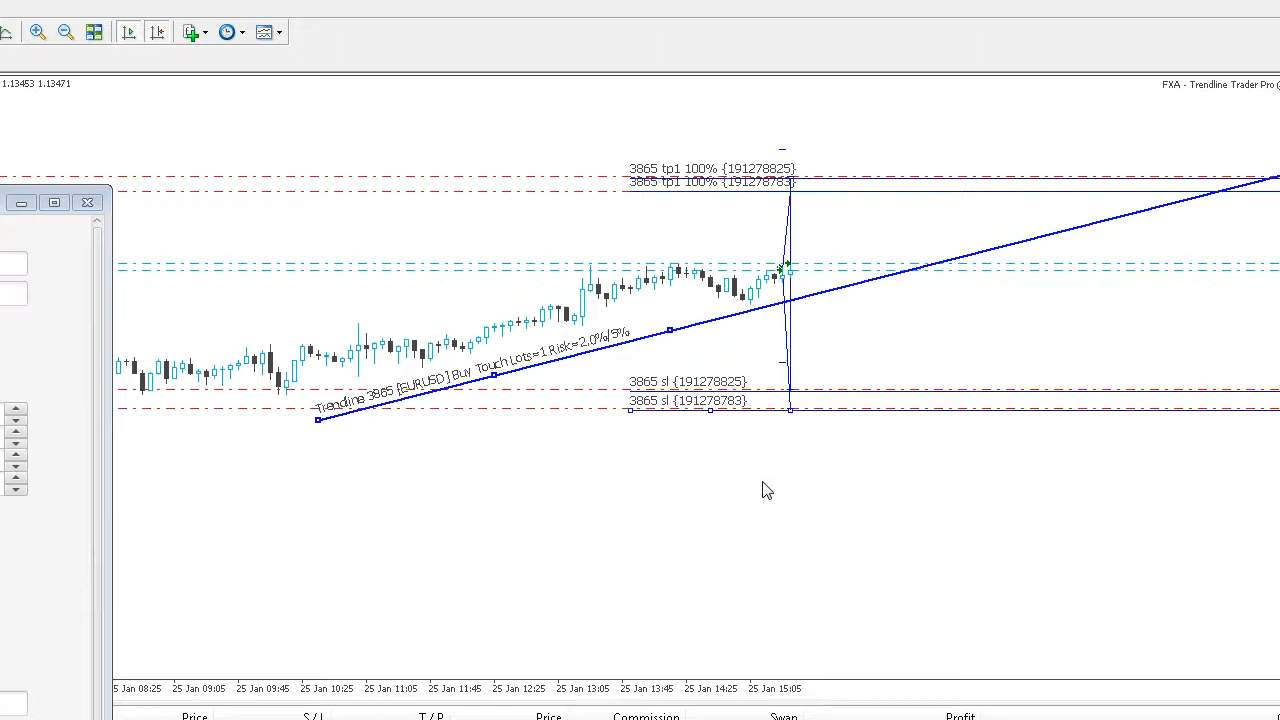 1.13453 1.13471
FXA - Trendline Trader Pro
3865 tp1 100% {191278825}
3865 tp1 100% {191278783}
Trendline 3865 [EURUSD] Buy Touch Lots=1 Risk=2,0%/5%
3865 sl {191278825}
3865 sl {191278783}
5 Jan 08:25 25 Jan 09:05 25 Jan 09:45 25 Jan 10:25 25 Jan 11:05 25 Jan 11:45 25 Jan 12:25 25 Jan 13:05 25 Jan 13:45 25 Jan 14:25 25 Jan 15:05
Price S / L T / P Price Commission Swap Profit